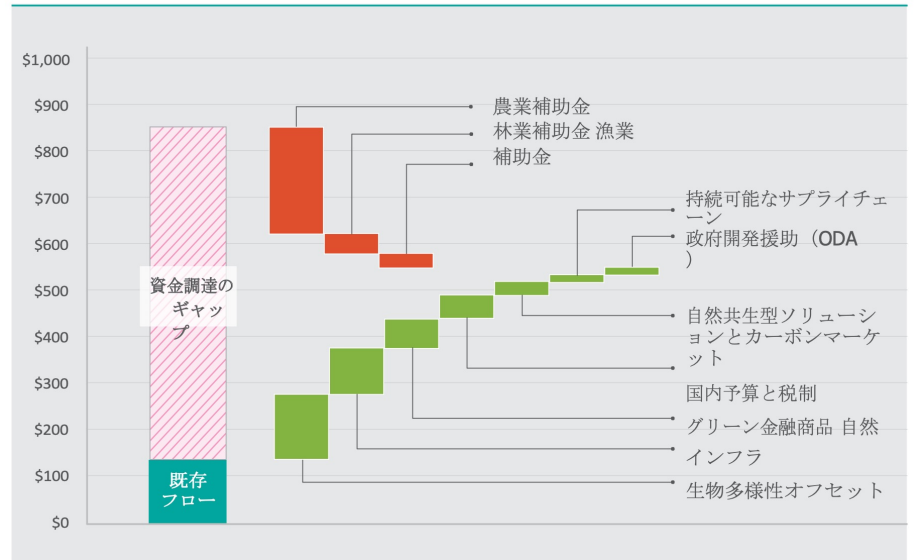 $1,000
$900
$800
$700
$600
$500
$400
$300
$200
$100
$0
資金調達の
ギャッ
プ
既存
フロー
農業補助金
林業補助金 漁業
補助金
持続可能なサプライチェ
ーン
政府開発援助（ODA
）
自然共生型ソリューシ
ョンとカーボンマーケ
ット
国内予算と税制
グリーン金融商品 自然
インフラ
生物多様性オフセット